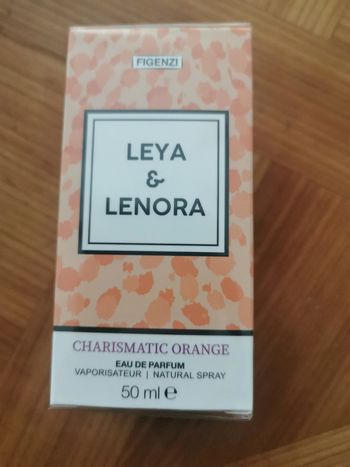 FIGENZI
LEYA
&
LENORA
CHARISMATIC ORANGE
EAU DE PARFUM
VAPORISATEUR | NATURAL SPRAY
50 ml ℮